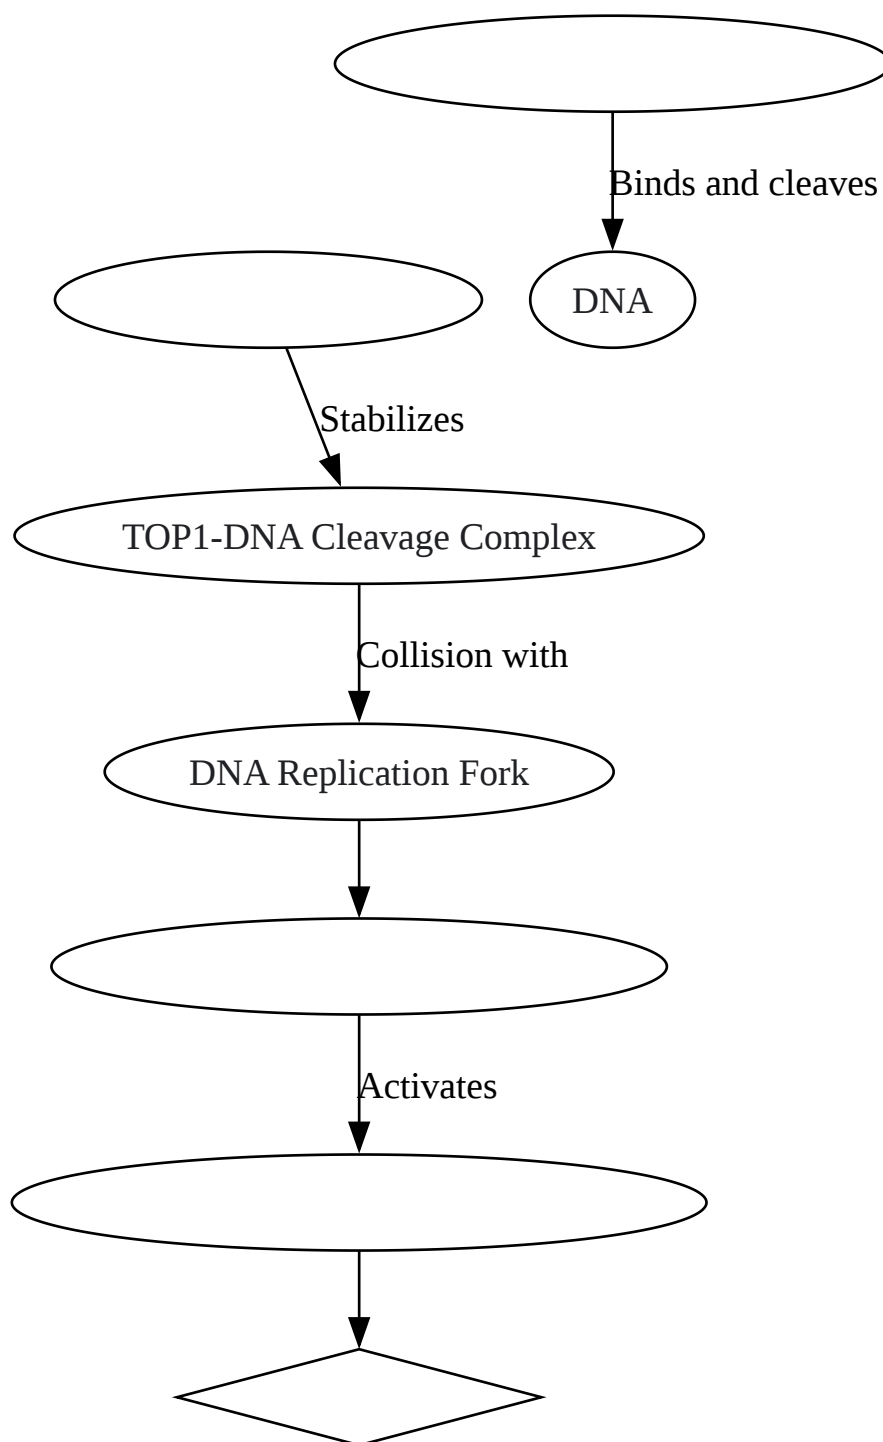 Binds and cleaves
DNA
Stabilizes
TOP1-DNA Cleavage Complex
Collision with
DNA Replication Fork
Activates